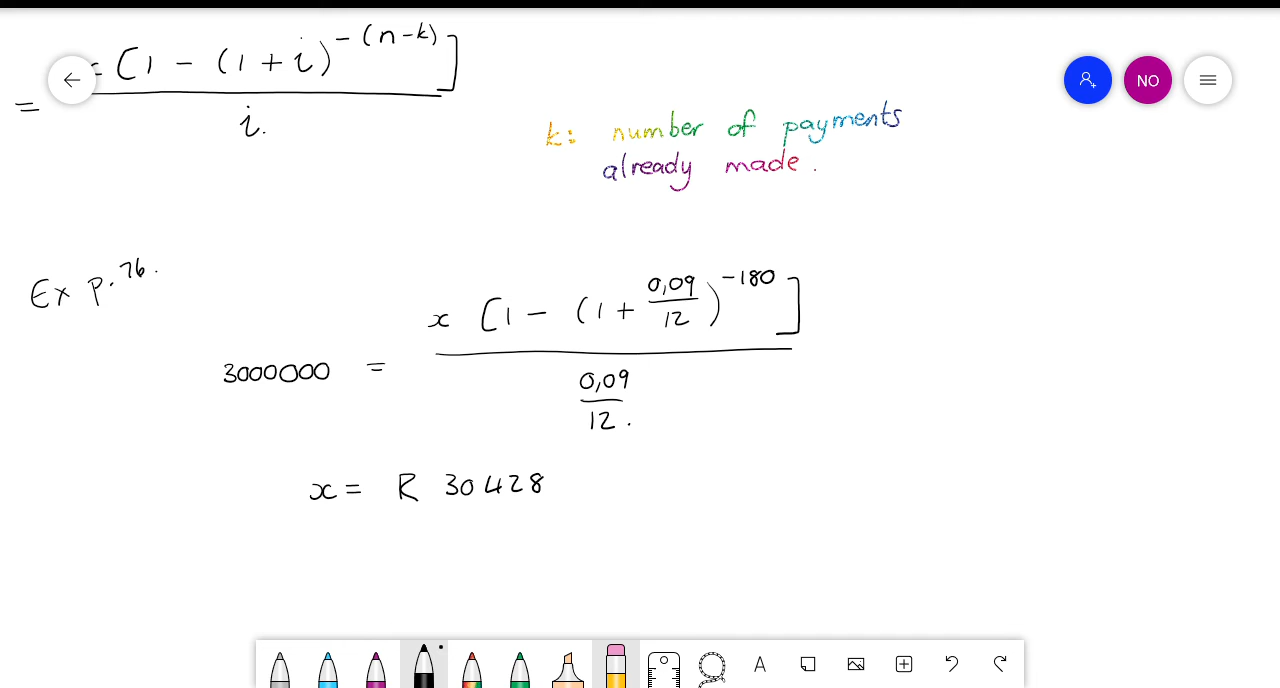 = x [1 - (1 + i)^-(n-k)]
i.
k: number of payments
already made.
Ex p.76.
3000000 = x [1 - (1 + 0,09/12)^-180]
0,09/12.
x = R 30428
NO
A